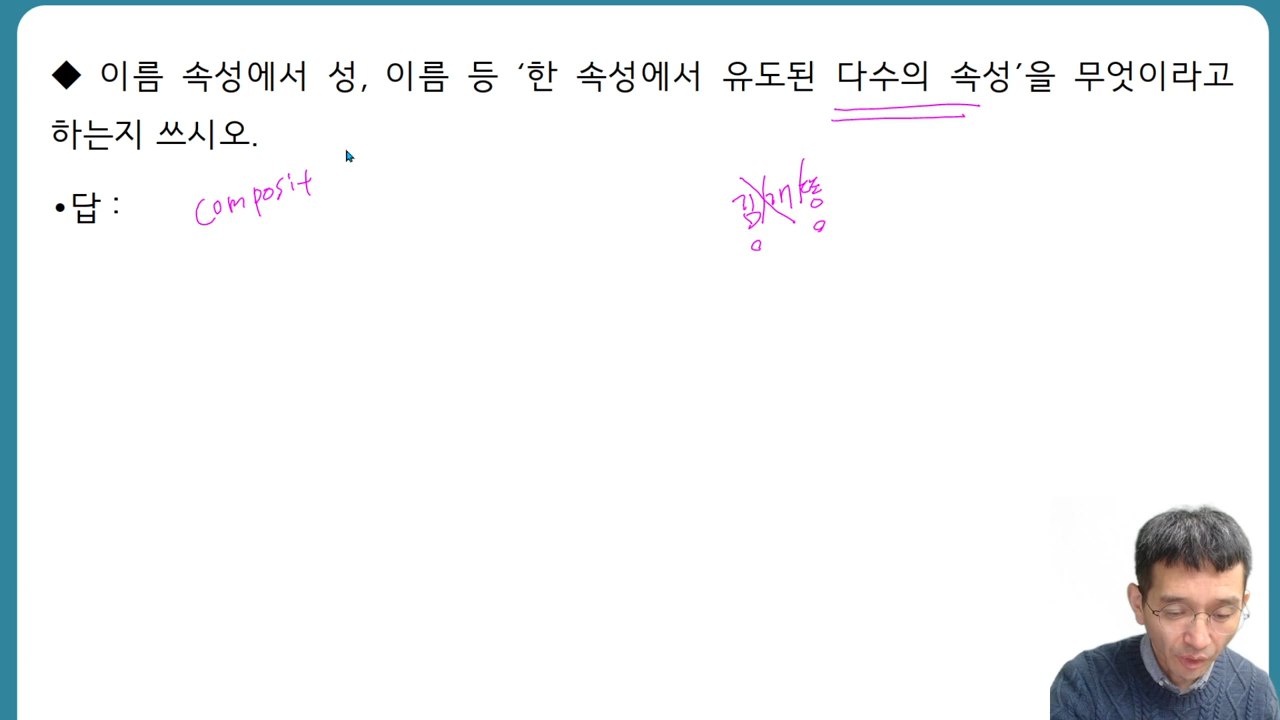 ◆ 이름 속성에서 성, 이름 등 ‘한 속성에서 유도된 다수의 속성’을 무엇이라고
하는지 쓰시오.
•답 : composit